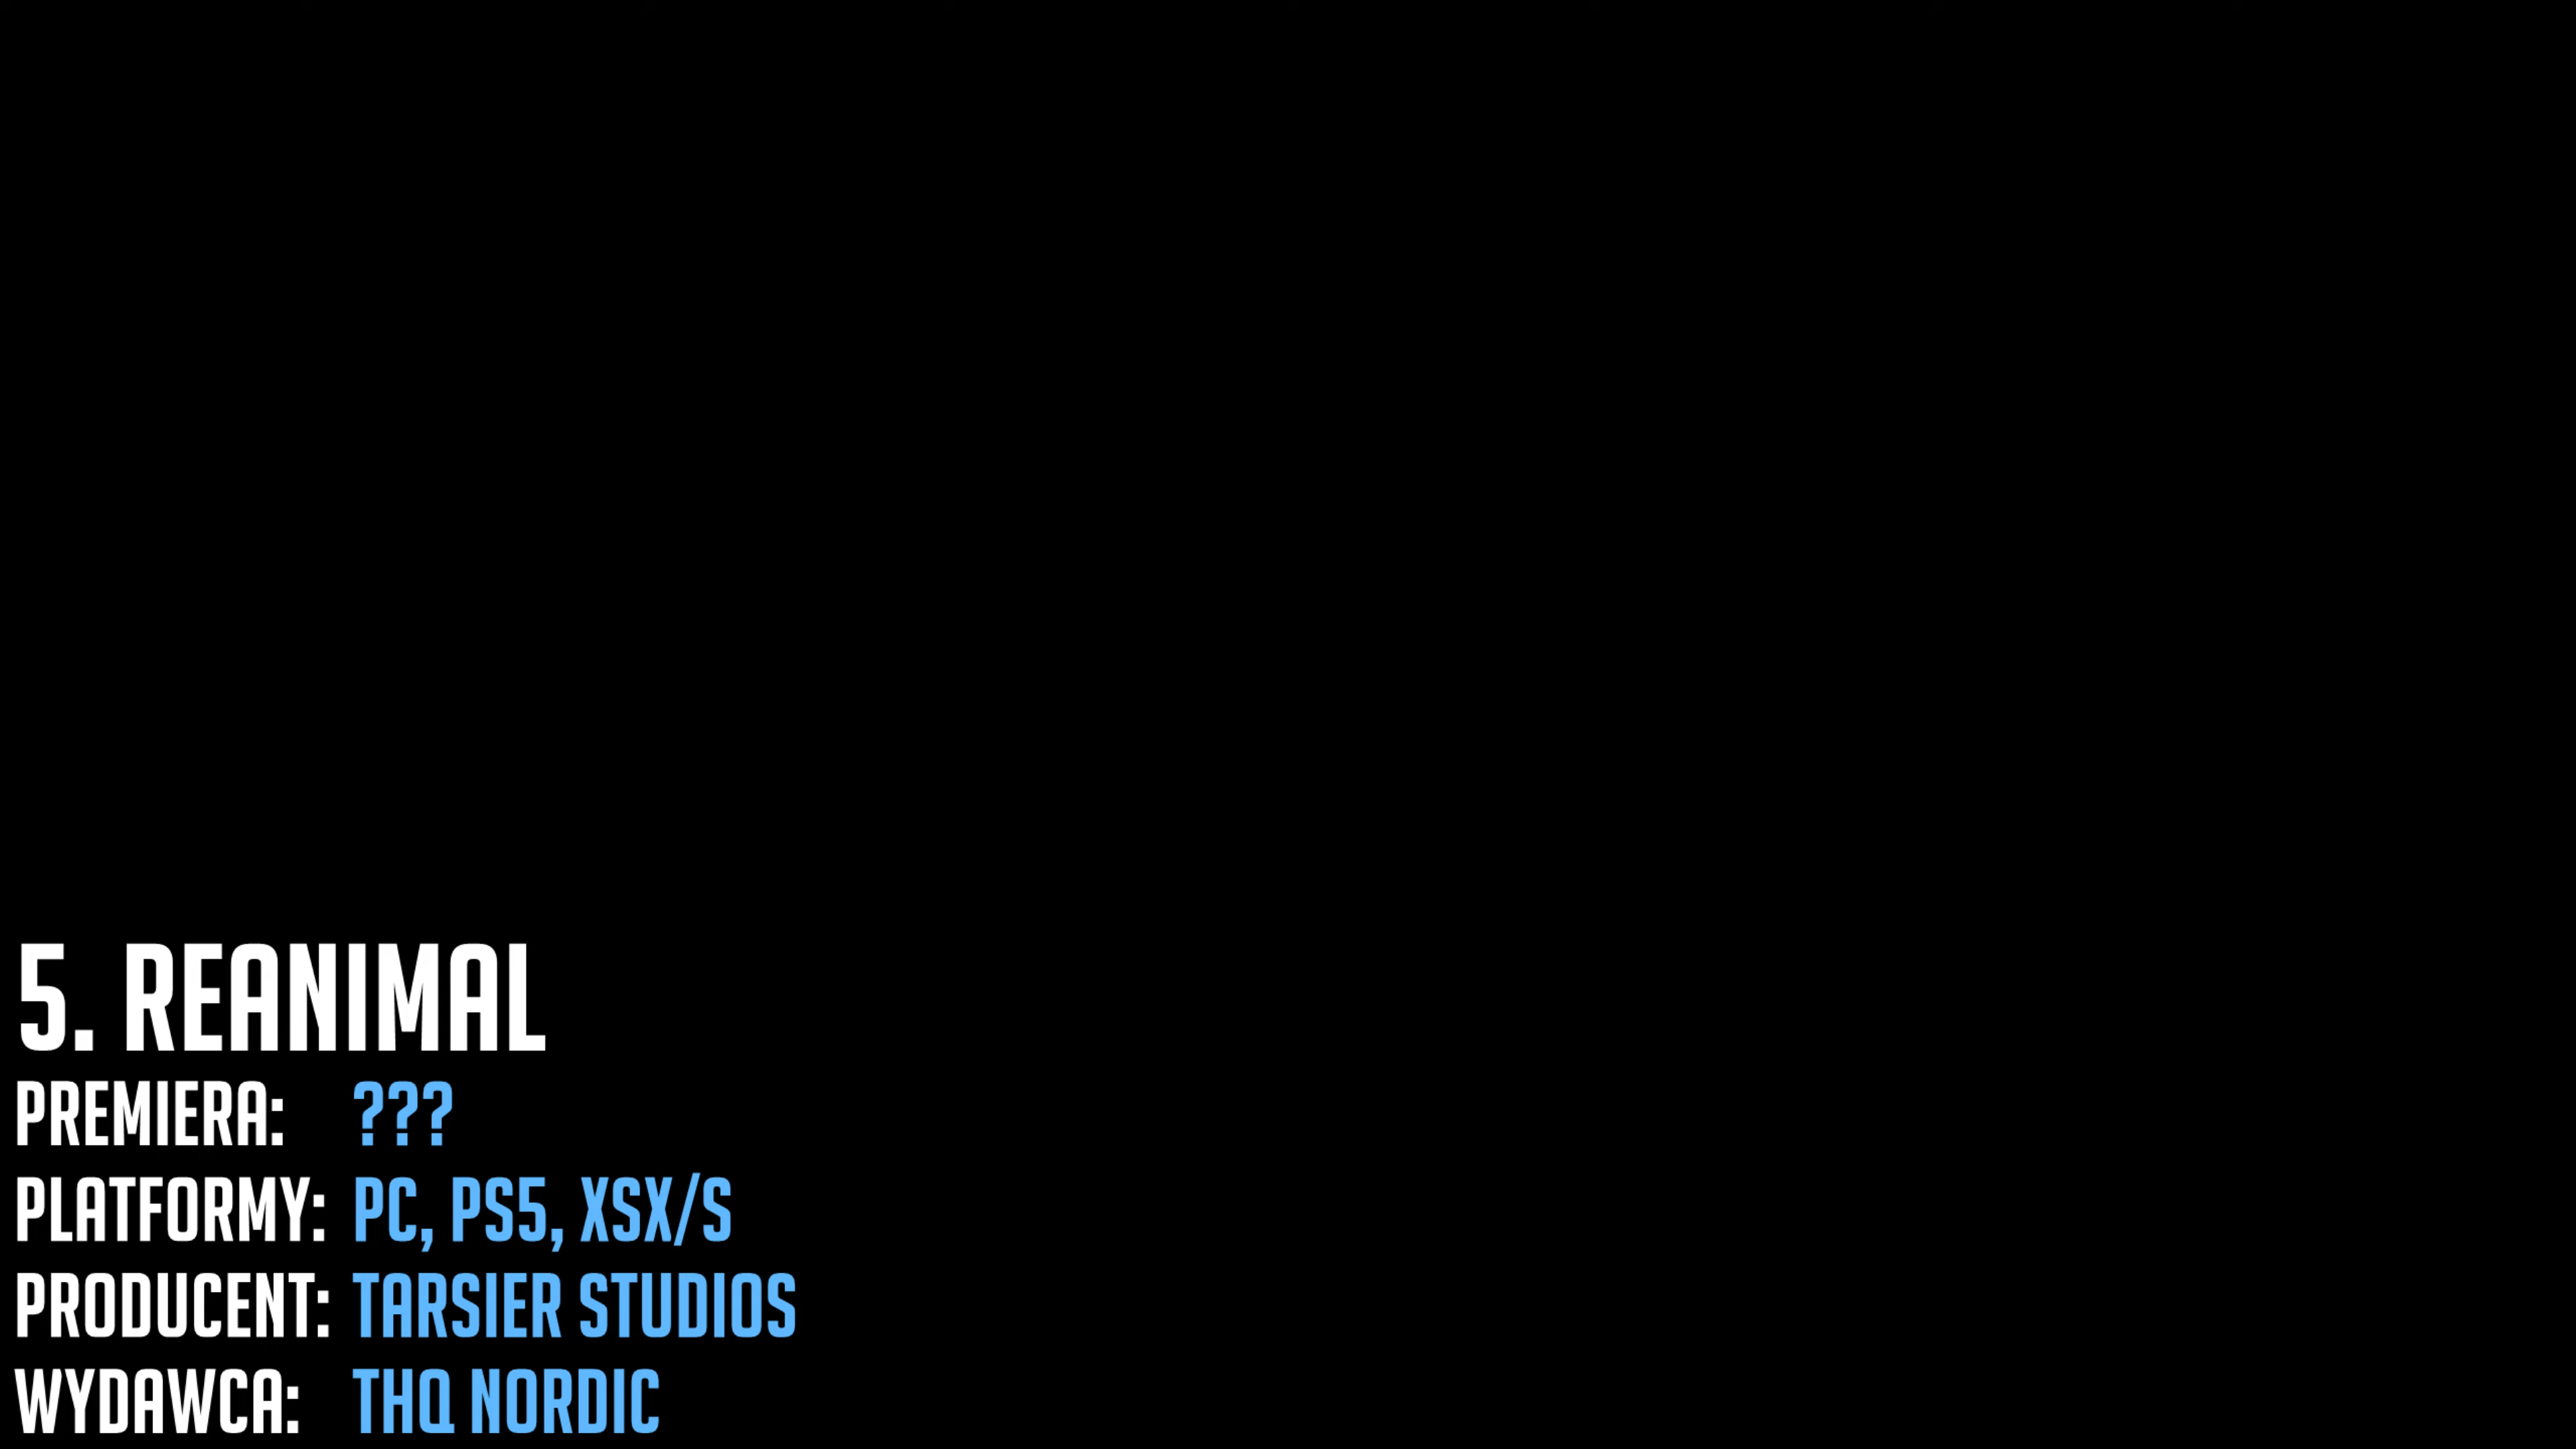 5. REANIMAL
PREMIERA: ???
PLATFORMY: PC, PS5, XSX/S
PRODUCENT: TARSIER STUDIOS
WYDAWCA: THQ NORDIC